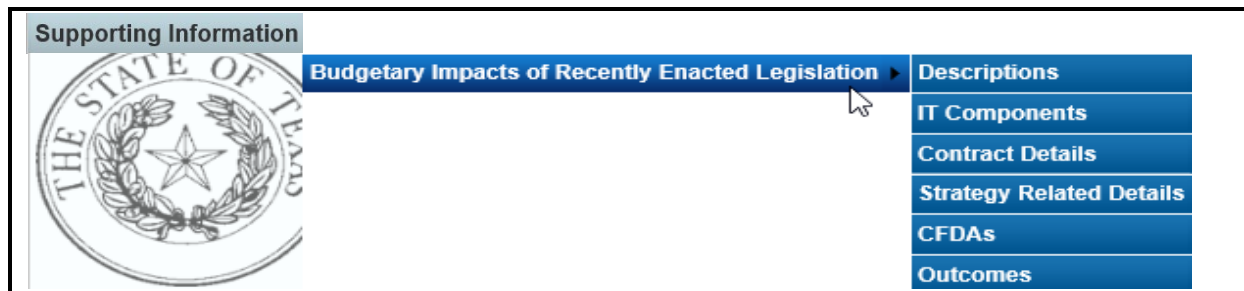 Supporting Information
THE STATE OF TEXAS
Budgetary Impacts of Recently Enacted Legislation
Descriptions
IT Components
Contract Details
Strategy Related Details
CFDAs
Outcomes